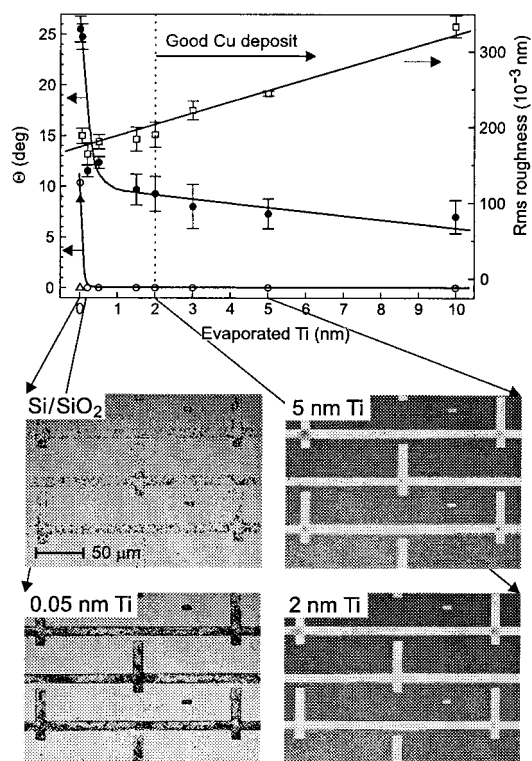 Good Cu deposit
Θ (deg)
25
20
15
10
5
0
Rms roughness (10⁻³ nm)
300
200
100
0
0 1 2 3 4 5 6 7 8 9 10
Evaporated Ti (nm)
Si/SiO₂
5 nm Ti
50 μm
0.05 nm Ti
2 nm Ti